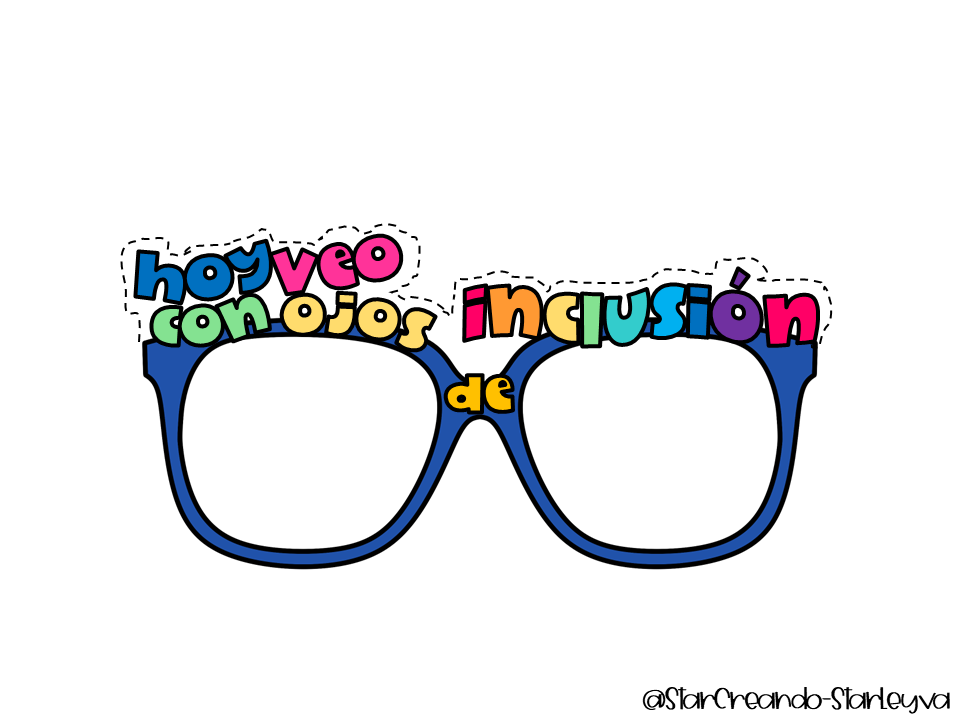 hoy veo
con ojos
de
inclusión
@StarCreando-StarLeyva